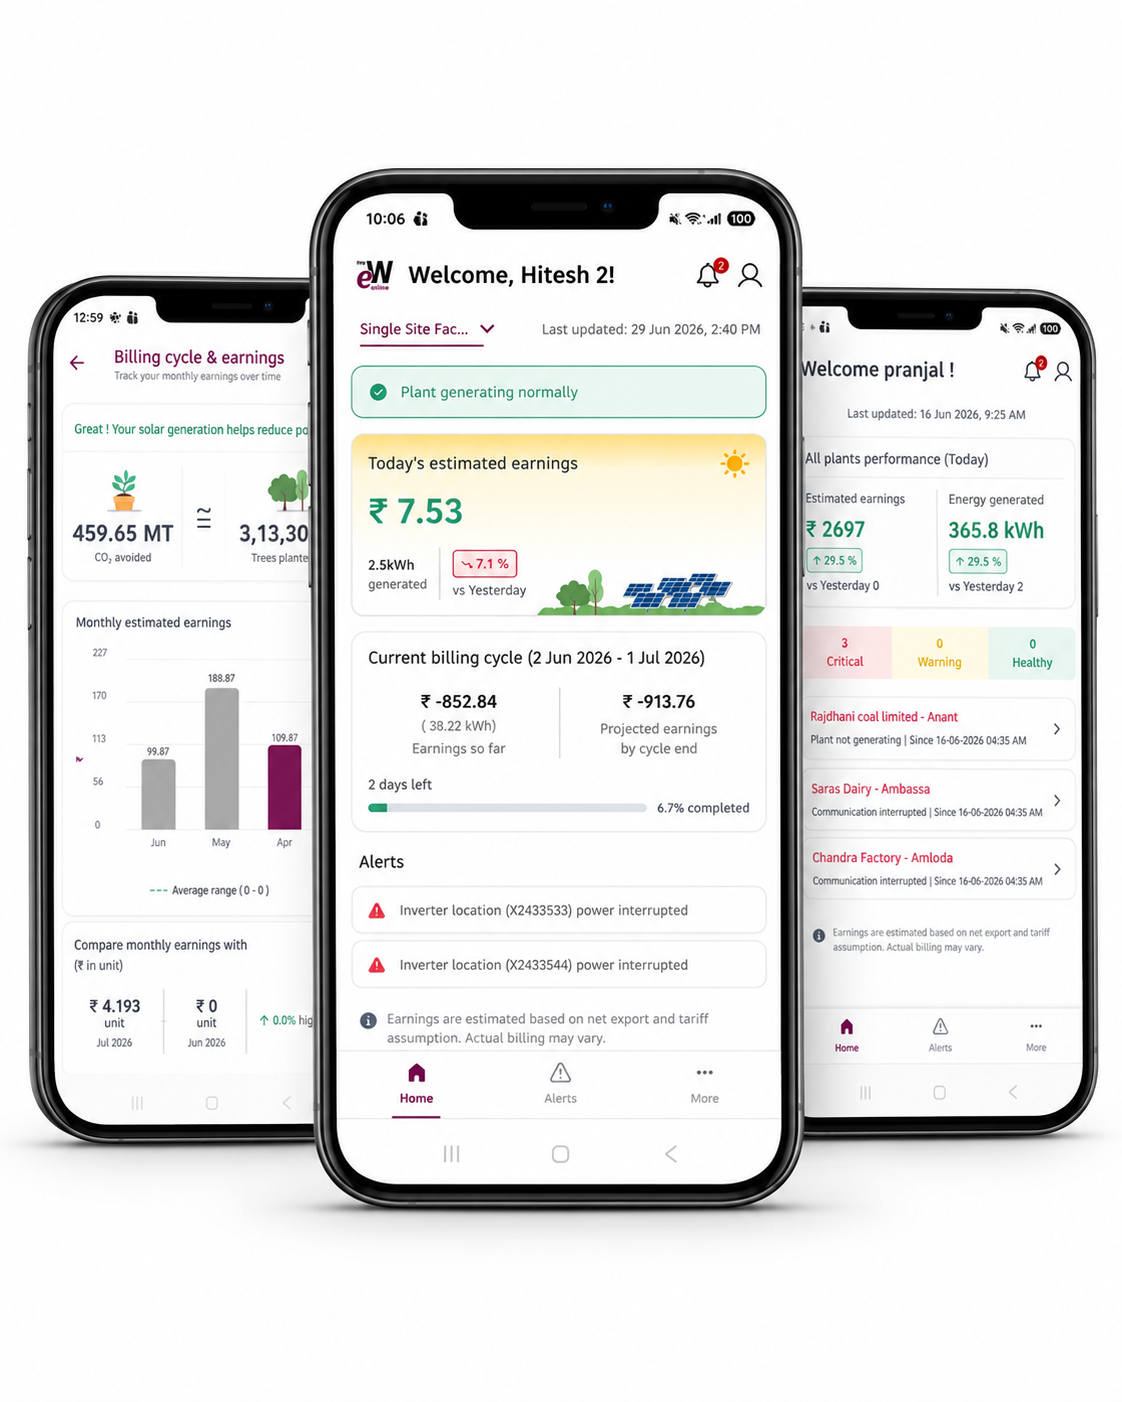 12:59
Billing cycle & earnings
Track your monthly earnings over time
Great ! Your solar generation helps reduce
459.65 MT
CO₂ avoided
≅
3,13,30
Trees plante
Monthly estimated earnings
227
170
113
56
0
99.87
188.87
109.87
Jun
May
Apr
Average range ( 0 - 0 )
Compare monthly earnings with
(₹ in unit)
₹ 4.193
unit
Jul 2026
₹ 0
unit
Jun 2026
↑ 0.0% hig
10:06
100
my
eW
online
Welcome, Hitesh 2!
2
Single Site Fac...
Last updated: 29 Jun 2026, 2:40 PM
Plant generating normally
Today's estimated earnings
₹ 7.53
2.5kWh
generated
7.1 %
vs Yesterday
Current billing cycle (2 Jun 2026 - 1 Jul 2026)
₹ -852.84
( 38.22 kWh)
Earnings so far
₹ -913.76
Projected earnings
by cycle end
2 days left
6.7% completed
Alerts
Inverter location (X2433533) power interrupted
Inverter location (X2433544) power interrupted
Earnings are estimated based on net export and tariff
assumption. Actual billing may vary.
Home
Alerts
More
100
Welcome pranjal !
2
Last updated: 16 Jun 2026, 9:25 AM
All plants performance (Today)
Estimated earnings
₹ 2697
↑ 29.5 %
vs Yesterday 0
Energy generated
365.8 kWh
↑ 29.5 %
vs Yesterday 2
3
Critical
0
Warning
0
Healthy
Rajdhani coal limited - Anant
Plant not generating | Since 16-06-2026 04:35 AM
Saras Dairy - Ambassa
Communication interrupted | Since 16-06-2026 04:35 AM
Chandra Factory - Amloda
Communication interrupted | Since 16-06-2026 04:35 AM
Earnings are estimated based on net export and tariff
assumption. Actual billing may vary.
Home
Alerts
More